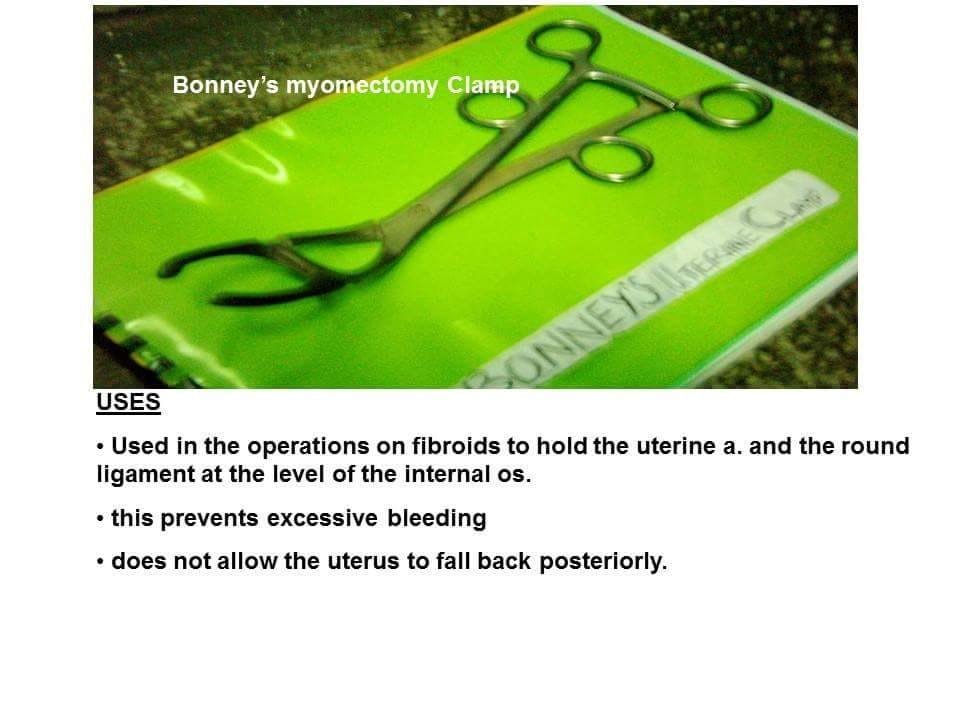 Bonney's myomectomy Clamp
BONNEY'S UTERINE CLAMP
USES
• Used in the operations on fibroids to hold the uterine a. and the round
ligament at the level of the internal os.
• this prevents excessive bleeding
• does not allow the uterus to fall back posteriorly.